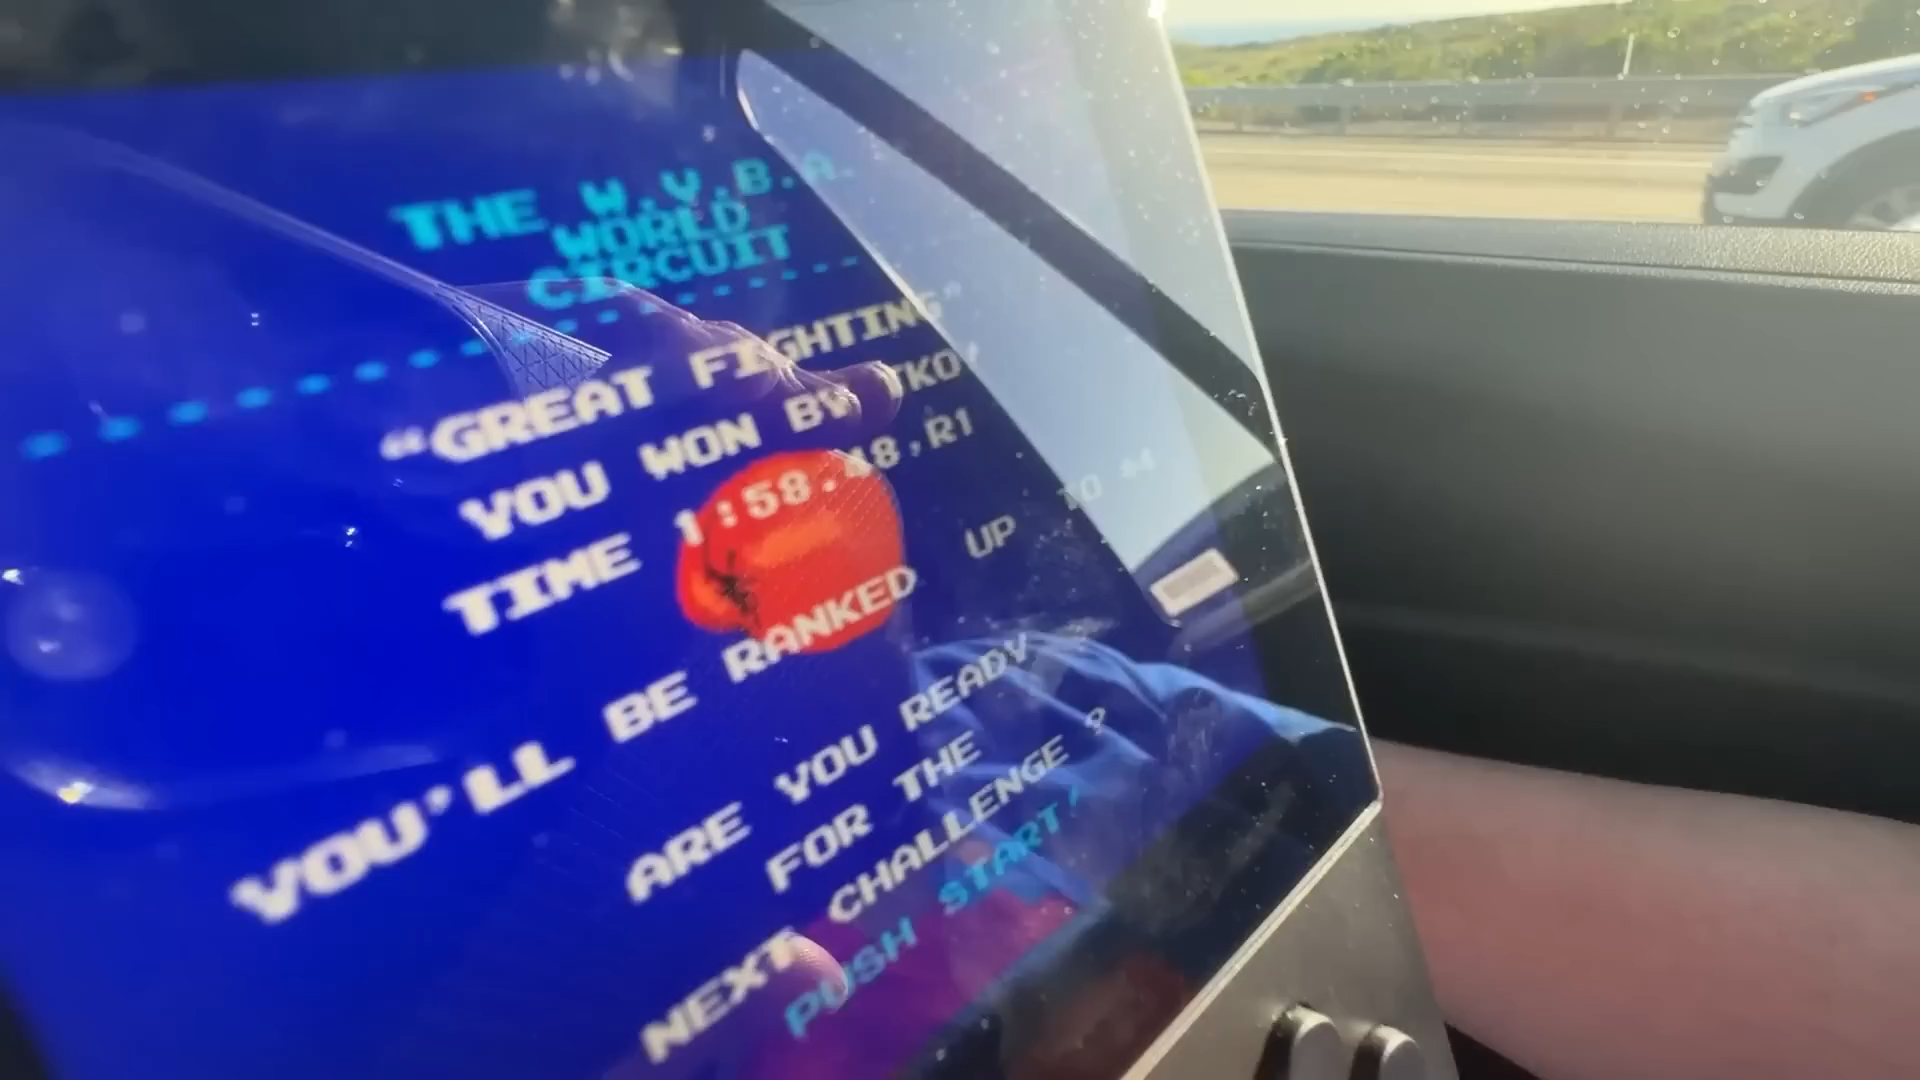 THE W.V.B.A.
WORLD
CIRCUIT
"GREAT FIGHTING"
YOU WON BY TKO!
TIME 1:58.48,R1
YOU'LL BE RANKED UP TO #4
ARE YOU READY
FOR THE
NEXT CHALLENGE ?
PUSH START!